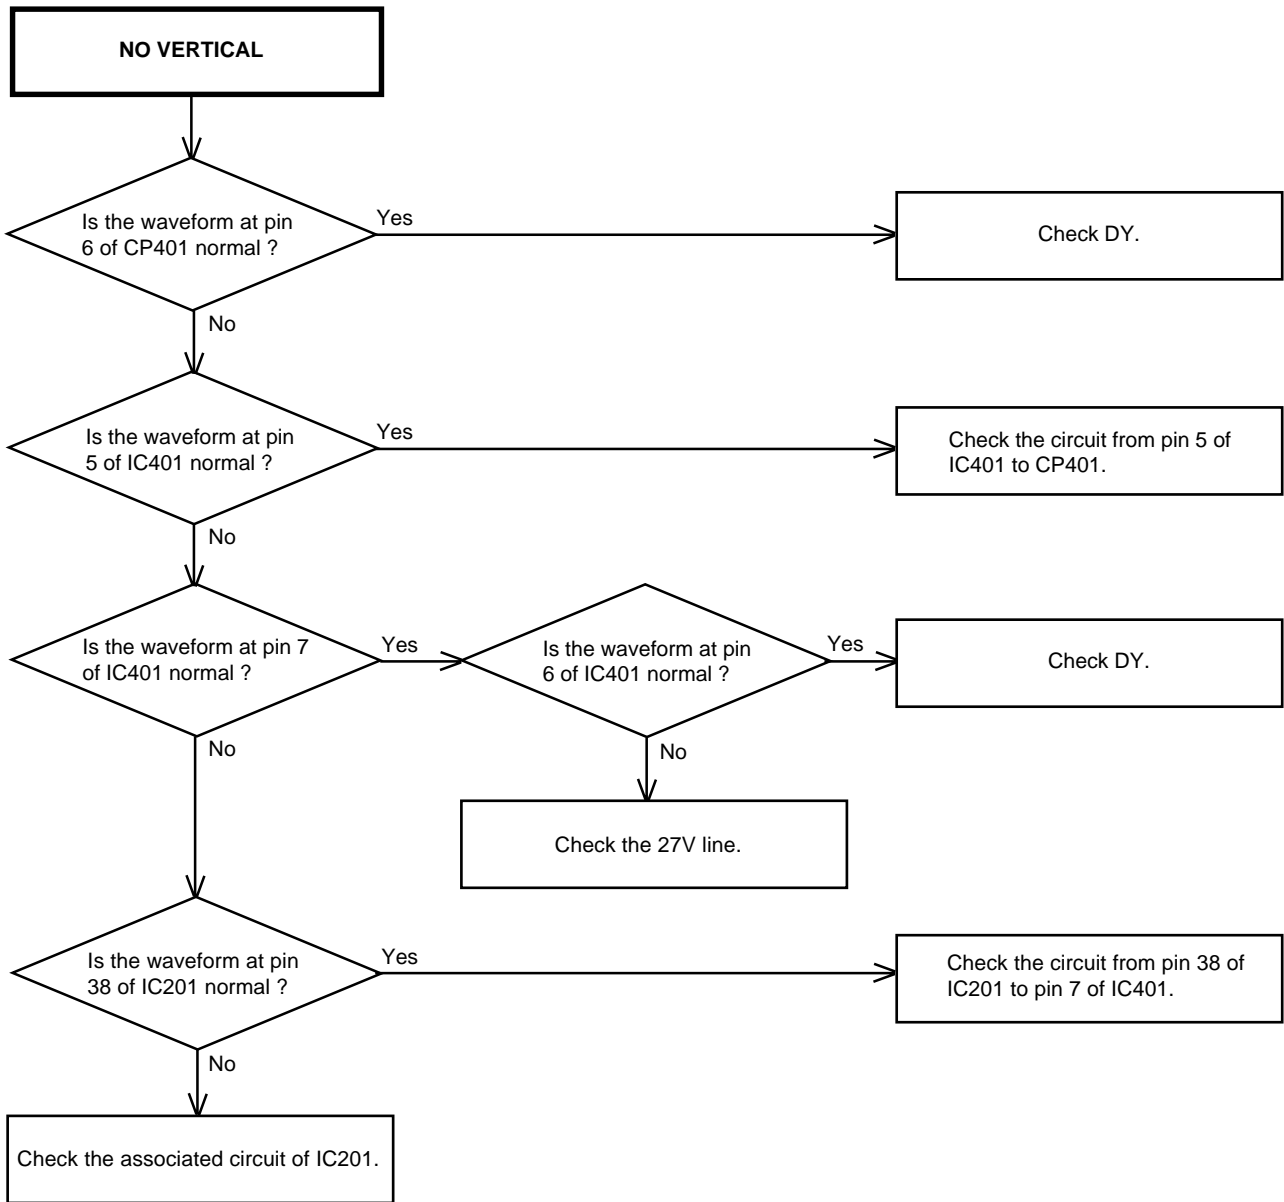 NO VERTICAL
Is the waveform at pin
6 of CP401 normal ?
Yes
Check DY.
No
Is the waveform at pin
5 of IC401 normal ?
Yes
Check the circuit from pin 5 of
IC401 to CP401.
No
Is the waveform at pin 7
of IC401 normal ?
Yes
Is the waveform at pin
6 of IC401 normal ?
Yes
Check DY.
No
No
Check the 27V line.
Is the waveform at pin
38 of IC201 normal ?
Yes
Check the circuit from pin 38 of
IC201 to pin 7 of IC401.
No
Check the associated circuit of IC201.